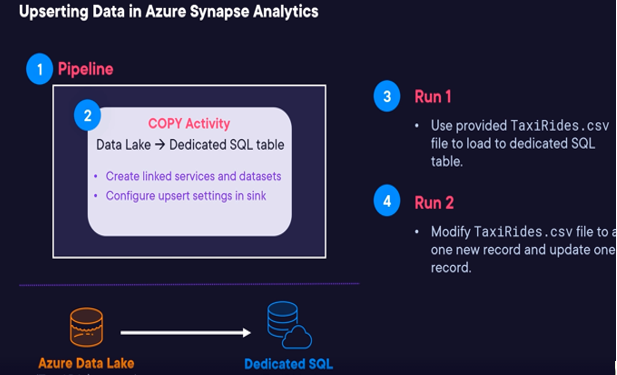 Upserting Data in Azure Synapse Analytics
1 Pipeline
2
COPY Activity
Data Lake → Dedicated SQL table
• Create linked services and datasets
• Configure upsert settings in sink
3 Run 1
• Use provided TaxiRides.csv
file to load to dedicated SQL
table.
4 Run 2
• Modify TaxiRides.csv file to
one new record and update one
record.
Azure Data Lake
Dedicated SQL